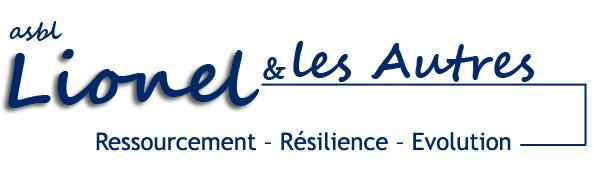 asbl
Lionel & les Autres
Ressourcement – Résilience – Evolution